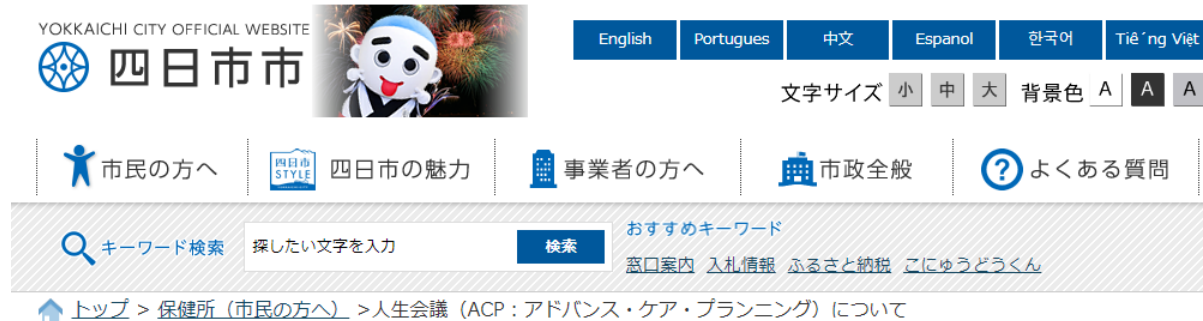 YOKKAICHI CITY OFFICIAL WEBSITE
四日市市
English Portugues 中文 Espanol 한국어 Tiê´ng Việt
文字サイズ 小 中 大 背景色 A A A
市民の方へ 四日市 STYLE 四日市の魅力 事業者の方へ 市政全般 ? よくある質問
キーワード検索 探したい文字を入力 検索
おすすめキーワード
窓口案内 入札情報 ふるさと納税 こにゅうどうくん
トップ > 保健所（市民の方へ） >人生会議（ACP：アドバンス・ケア・プランニング）について